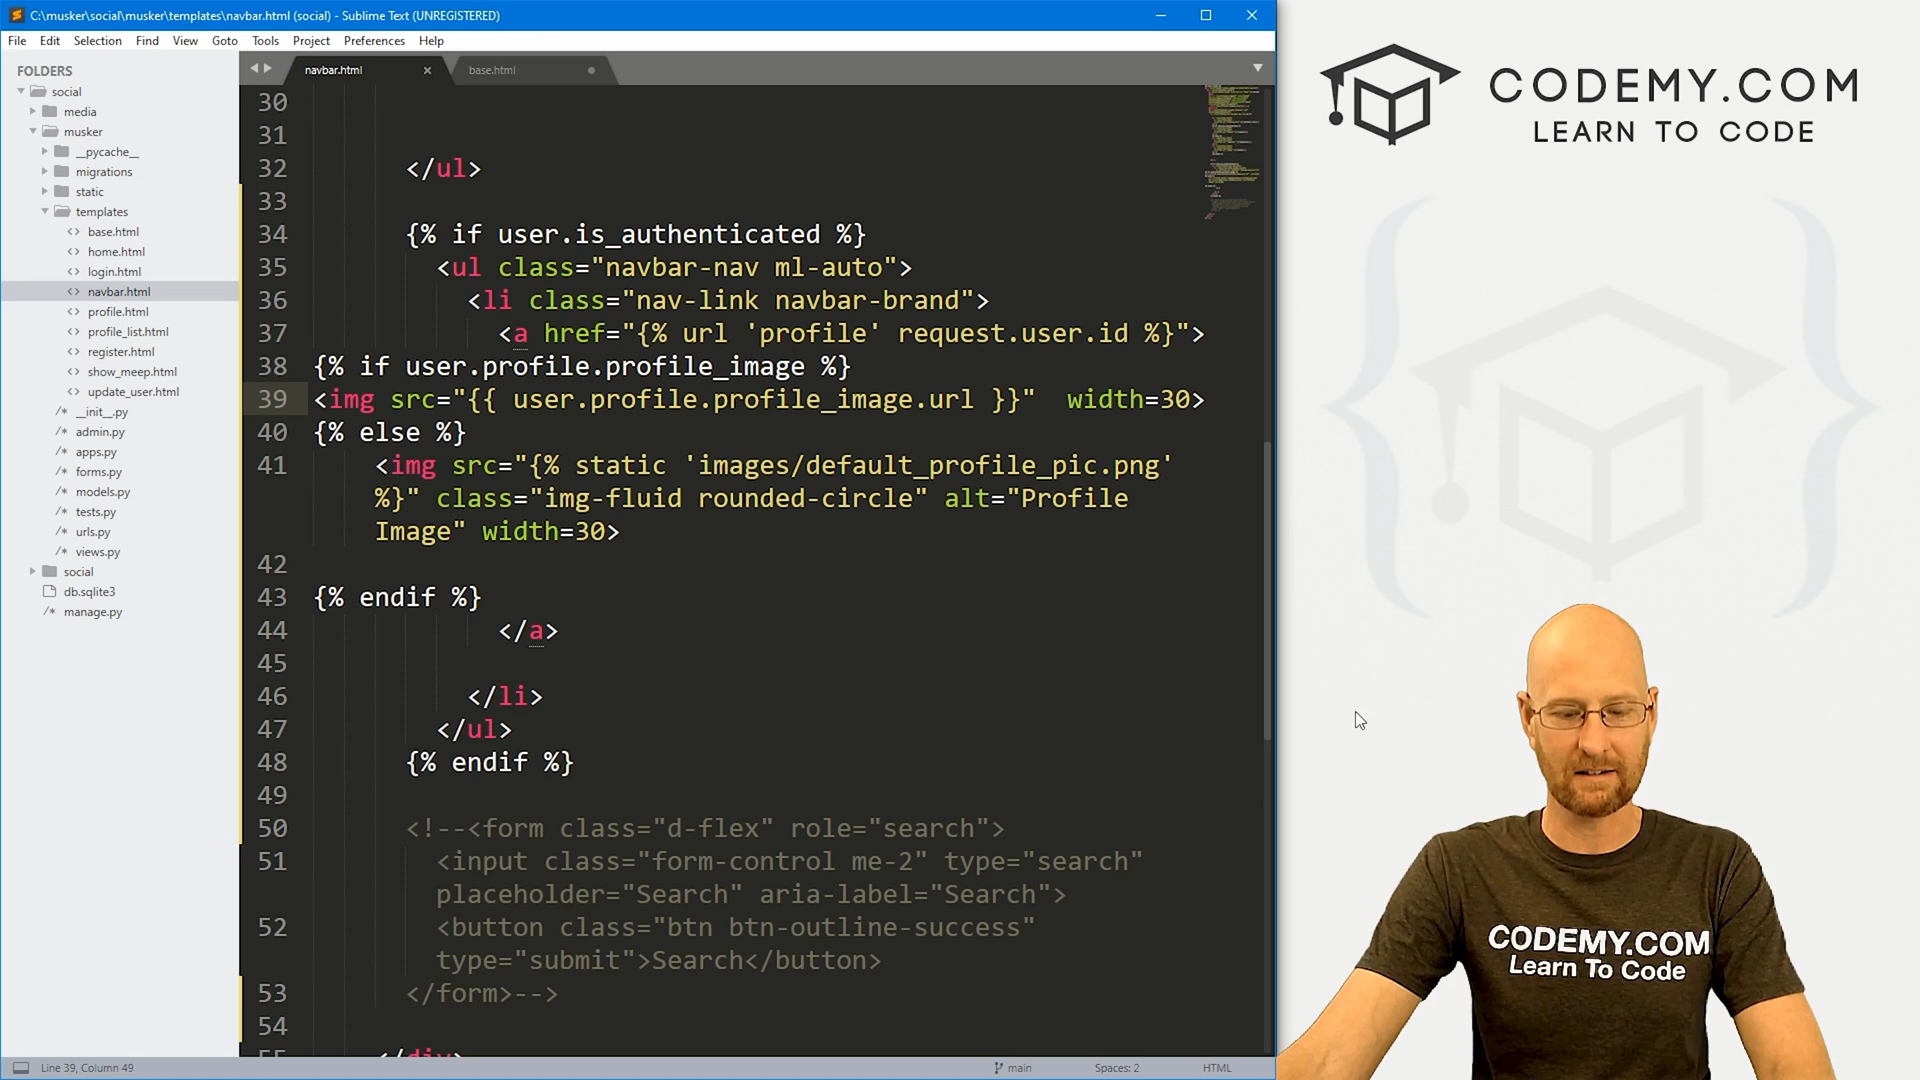 C:\musker\social\musker\templates\navbar.html (social) - Sublime Text (UNREGISTERED)
File Edit Selection Find View Goto Tools Project Preferences Help
FOLDERS
social
media
musker
__pycache__
migrations
static
templates
base.html
home.html
login.html
navbar.html
profile.html
profile_list.html
register.html
show_meep.html
update_user.html
__init__.py
admin.py
apps.py
forms.py
models.py
tests.py
urls.py
views.py
social
db.sqlite3
manage.py
navbar.html base.html
30
31
32 </ul>
33
34 {% if user.is_authenticated %}
35 <ul class="navbar-nav ml-auto">
36 <li class="nav-link navbar-brand">
37 <a href="{% url 'profile' request.user.id %}">
38 {% if user.profile.profile_image %}
39 <img src="{{ user.profile.profile_image.url }}"  width=30>
40 {% else %}
41 <img src="{% static 'images/default_profile_pic.png'
%}" class="img-fluid rounded-circle" alt="Profile
Image" width=30>
42
43 {% endif %}
44 </a>
45
46 </li>
47 </ul>
48 {% endif %}
49
50 <!--<form class="d-flex" role="search">
51 <input class="form-control me-2" type="search"
placeholder="Search" aria-label="Search">
52 <button class="btn btn-outline-success"
type="submit">Search</button>
53 </form>-->
54
55 </div>
Line 39, Column 49 main Spaces: 2 HTML
CODEMY.COM
LEARN TO CODE
CODEMY.COM
Learn To Code